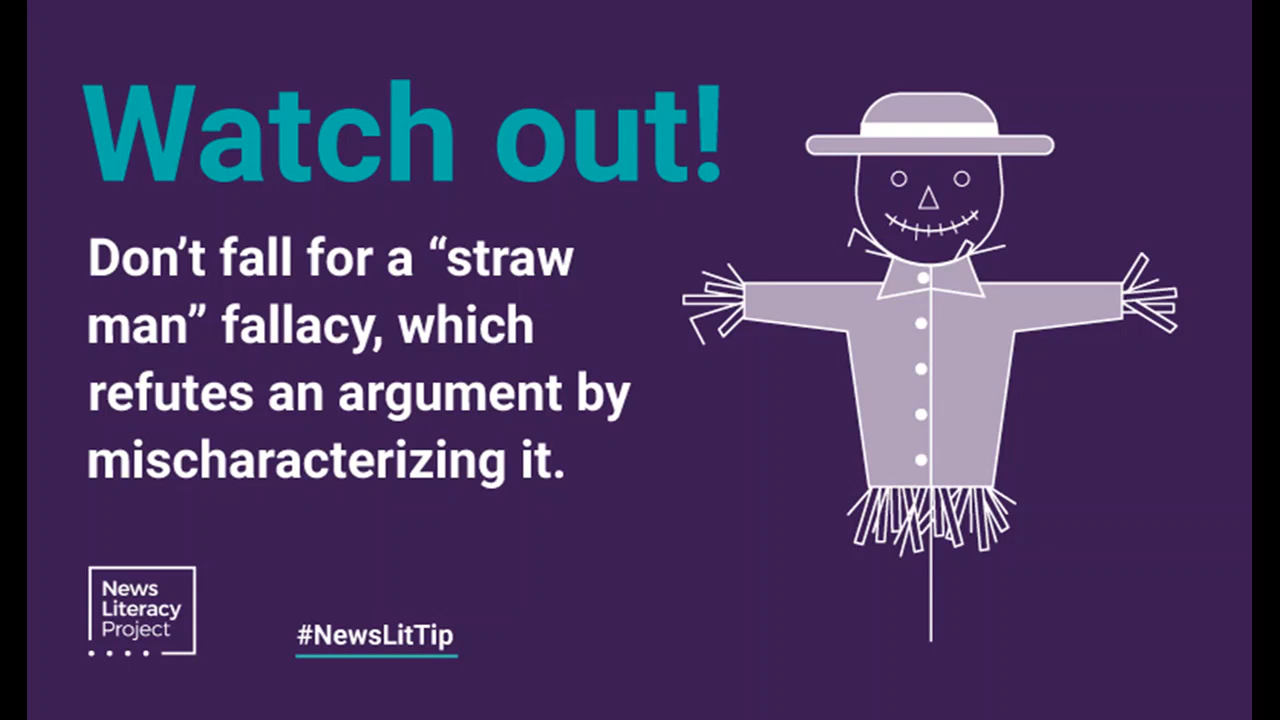 Watch out!
Don’t fall for a “straw
man” fallacy, which
refutes an argument by
mischaracterizing it.
News
Literacy
Project
#NewsLitTip